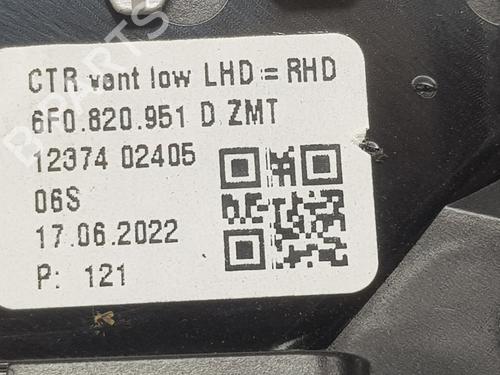 CTR vent low LHD = RHD
6F0.820.951 D ZMT
12374 02405
06S
17.06.2022
P: 121